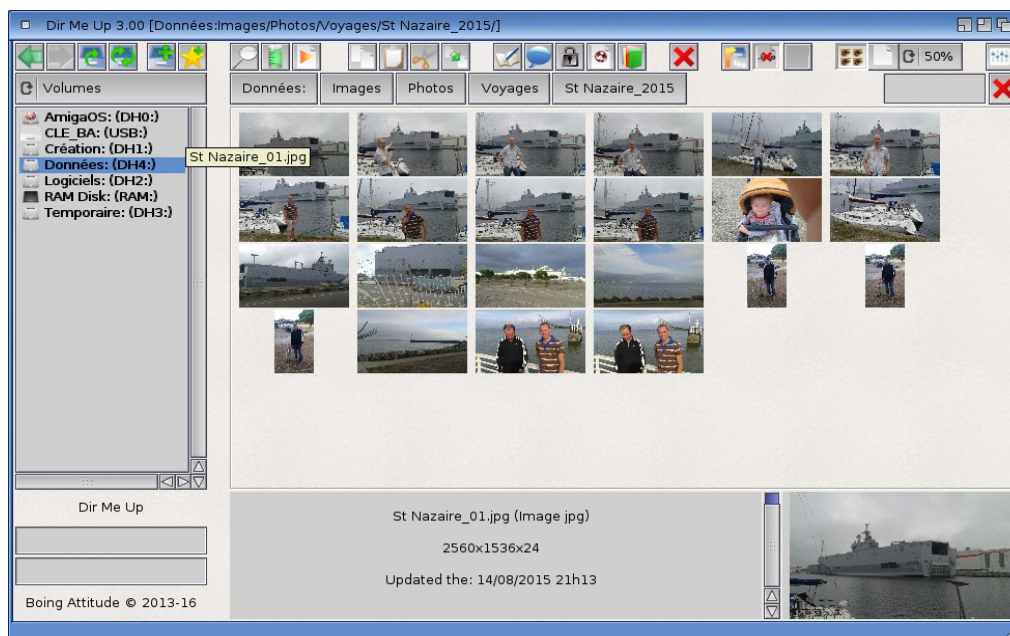 Dir Me Up 3.00 [Données:Images/Photos/Voyages/St Nazaire_2015/]
50%
Volumes
Données:
Images
Photos
Voyages
St Nazaire_2015
AmigaOS: (DH0:)
CLE_BA: (USB:)
Création: (DH1:)
Données: (DH4:)
Logiciels: (DH2:)
RAM Disk: (RAM:)
Temporaire: (DH3:)
St Nazaire_01.jpg
Dir Me Up
Boing Attitude © 2013-16
St Nazaire_01.jpg (Image jpg)
2560x1536x24
Updated the: 14/08/2015 21h13